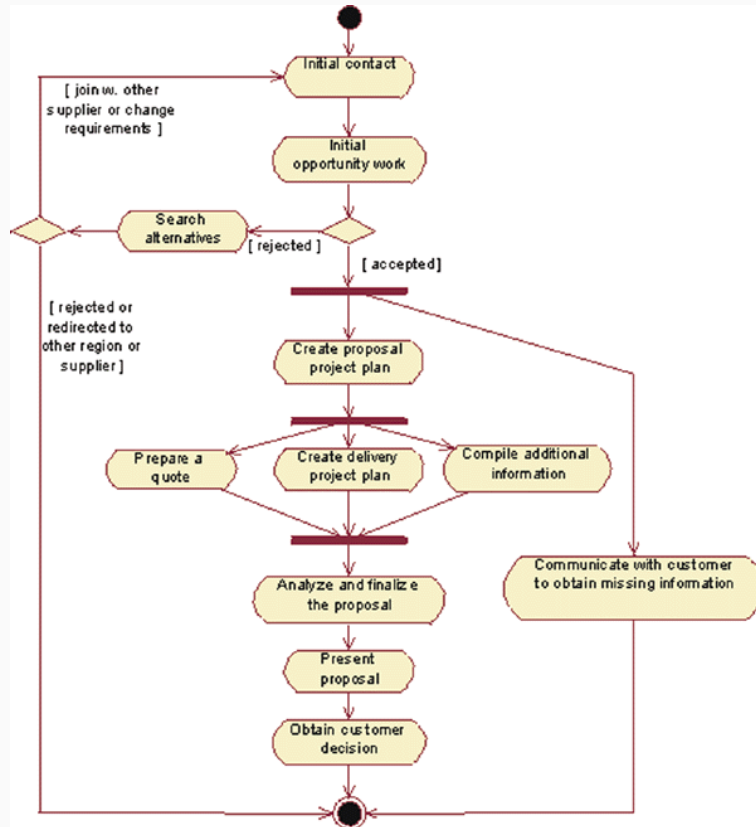 Initial contact
[ join w. other
supplier or change
requirements ]
Initial
opportunity work
Search
alternatives
[ rejected ]
[ accepted]
[ rejected or
redirected to
other region or
supplier ]
Create proposal
project plan
Prepare a
quote
Create delivery
project plan
Compile additional
information
Communicate with customer
to obtain missing information
Analyze and finalize
the proposal
Present
proposal
Obtain customer
decision